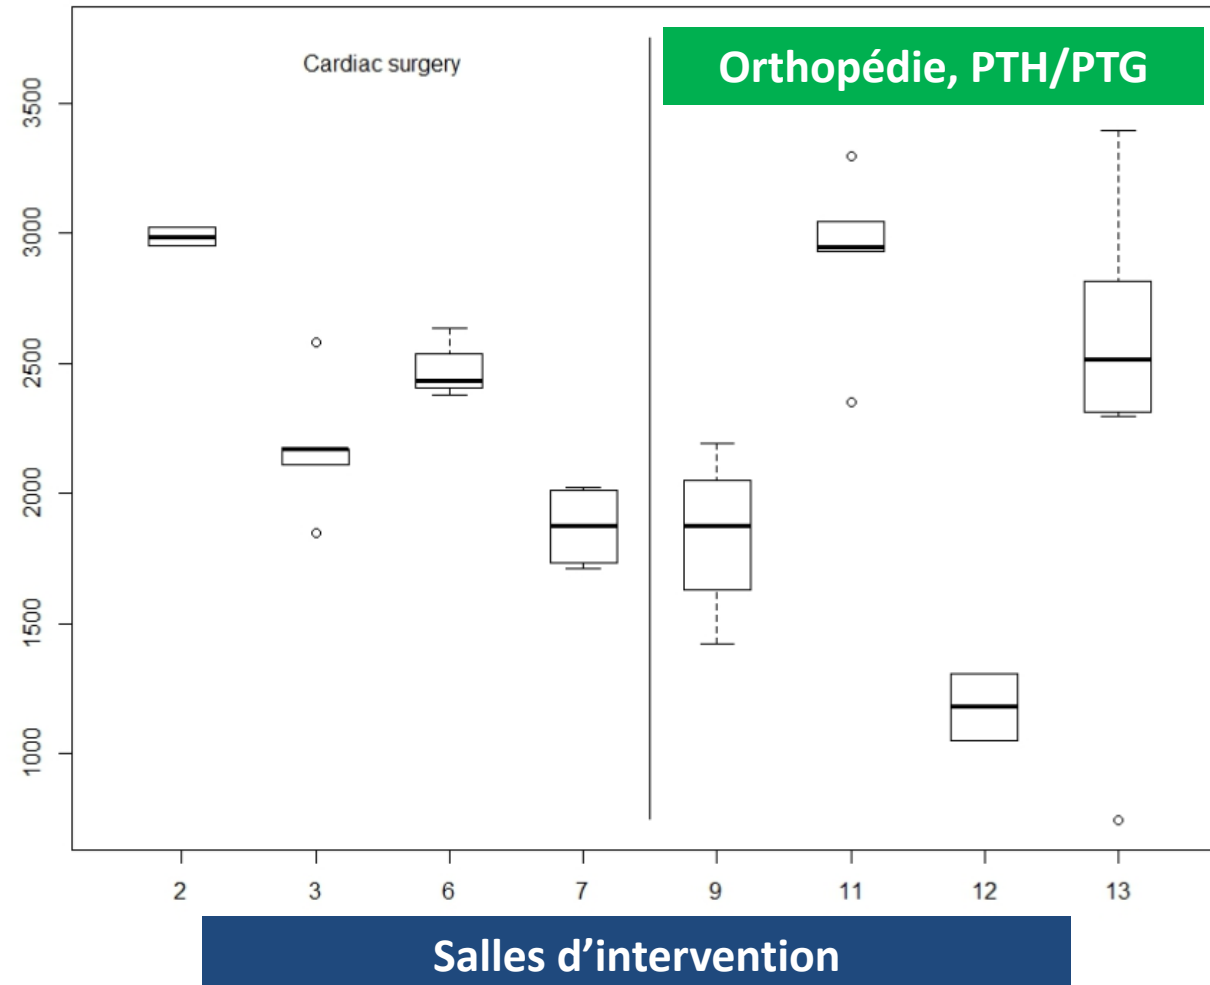 Cardiac surgery
Orthopédie, PTH/PTG
3500
3000
2500
2000
1500
1000
2 3 6 7 9 11 12 13
Salles d’intervention